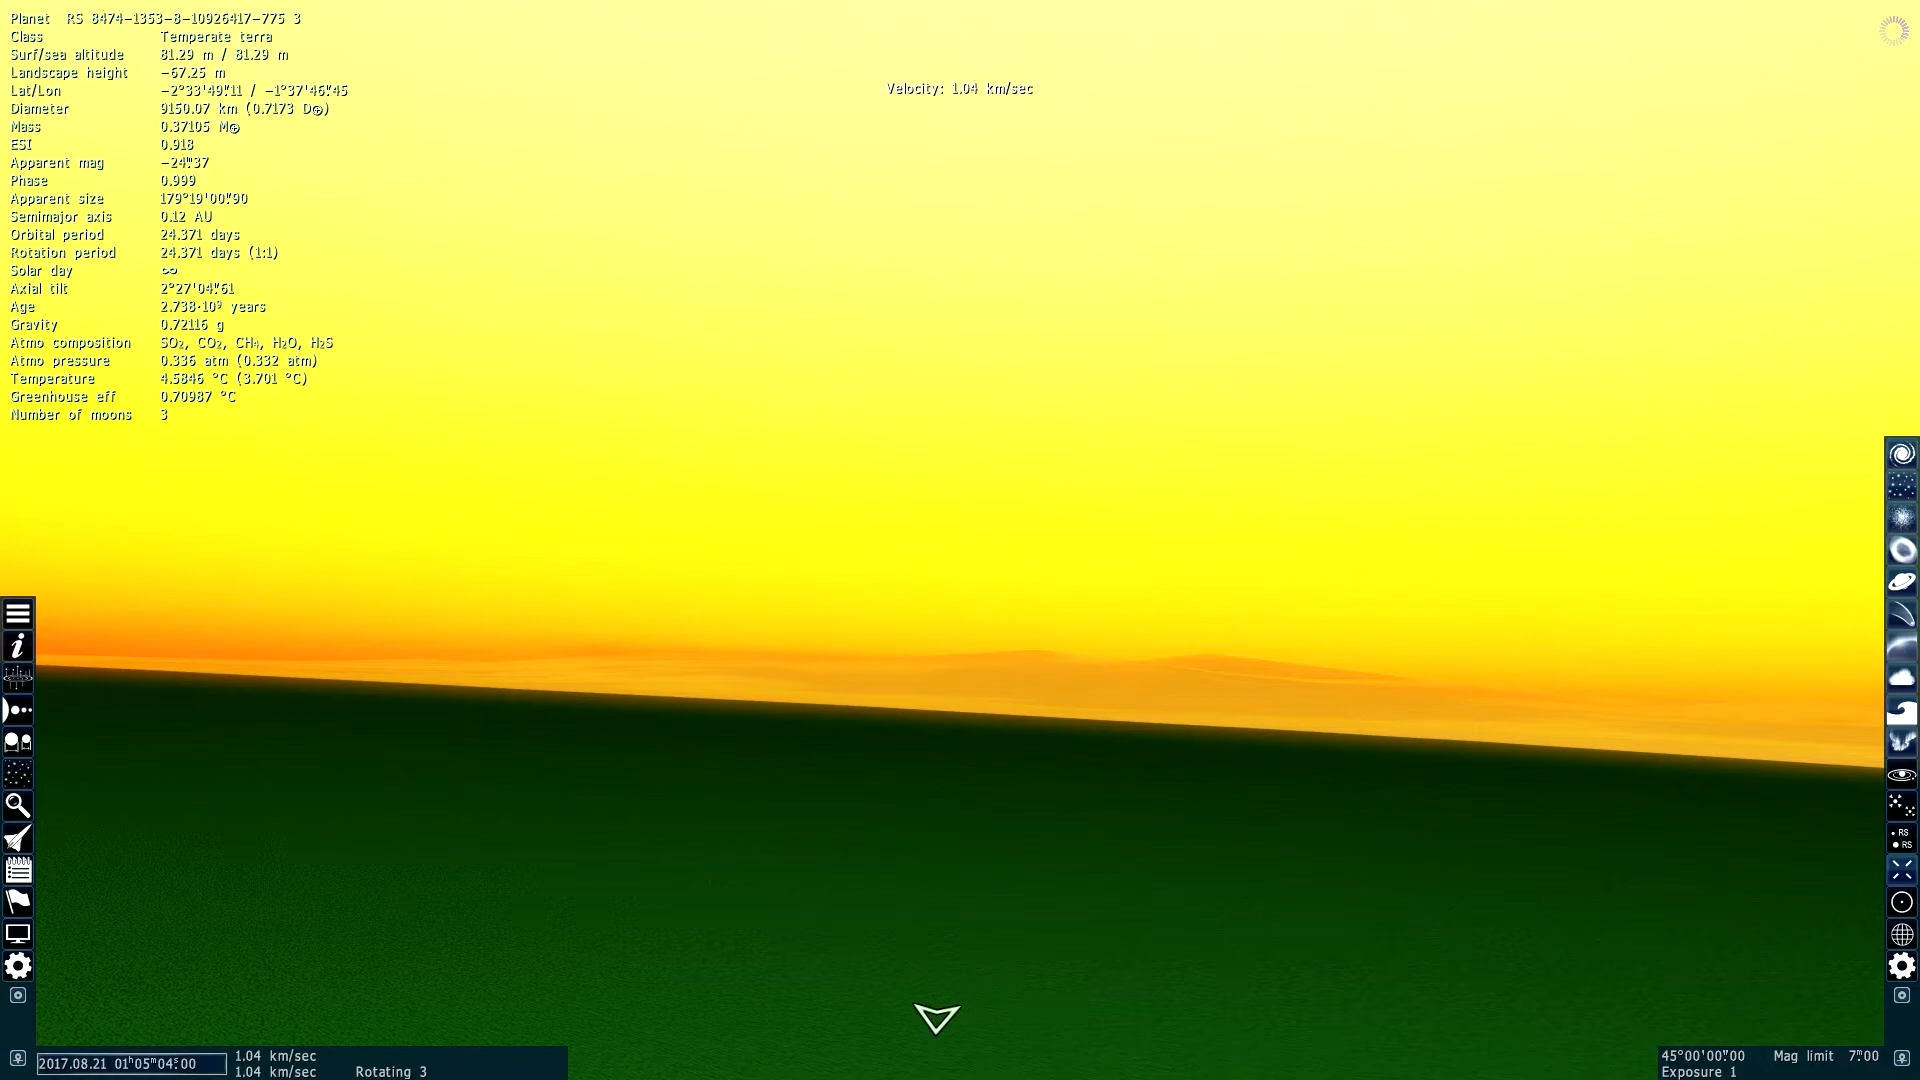 Planet RS 8474-1353-8-10926417-775 3
Class Temperate terra
Surf/sea altitude 81.29 m / 81.29 m
Landscape height -67.25 m
Lat/Lon -2°33'49."11 / -1°37'46."45
Diameter 9150.07 km (0.7173 D⊕)
Mass 0.37105 M⊕
ESI 0.918
Apparent mag -24.ᵐ37
Phase 0.999
Apparent size 179°19'00."90
Semimajor axis 0.12 AU
Orbital period 24.371 days
Rotation period 24.371 days (1:1)
Solar day ∞
Axial tilt 2°27'04."61
Age 2.738·10⁹ years
Gravity 0.72116 g
Atmo composition SO₂, CO₂, CH₄, H₂O, H₂S
Atmo pressure 0.336 atm (0.332 atm)
Temperature 4.5846 °C (3.701 °C)
Greenhouse eff 0.70987 °C
Number of moons 3
Velocity: 1.04 km/sec
RS
RS
2017.08.21 01ʰ05ᵐ04.ˢ00
1.04 km/sec
1.04 km/sec Rotating 3
45°00'00."00 Mag limit 7.ᵐ00
Exposure 1